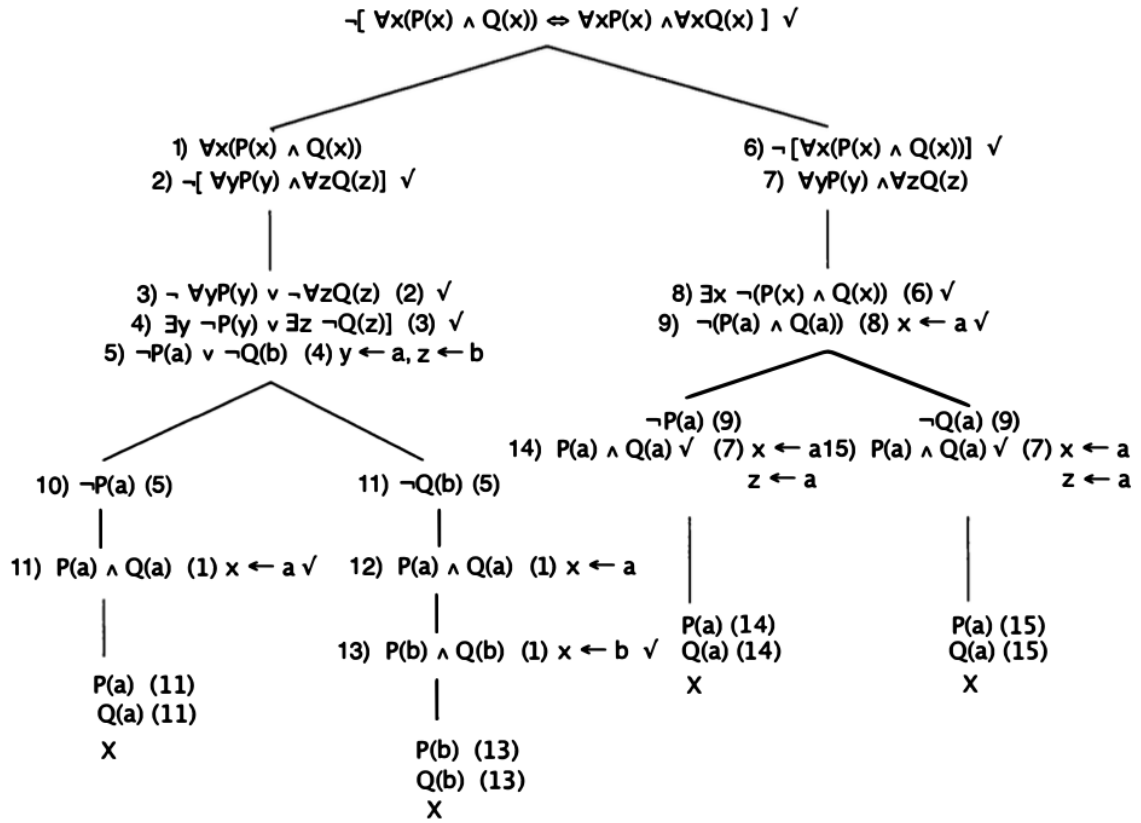 ¬[ ∀x(P(x) ∧ Q(x)) ⇔ ∀xP(x) ∧∀xQ(x) ] √
1) ∀x(P(x) ∧ Q(x))
2) ¬[ ∀yP(y) ∧∀zQ(z)] √
6) ¬ [∀x(P(x) ∧ Q(x))] √
7) ∀yP(y) ∧∀zQ(z)
3) ¬ ∀yP(y) ∨ ¬∀zQ(z) (2) √
4) ∃y ¬P(y) ∨ ∃z ¬Q(z)] (3) √
5) ¬P(a) ∨ ¬Q(b) (4) y ← a, z ← b
8) ∃x ¬(P(x) ∧ Q(x)) (6) √
9) ¬(P(a) ∧ Q(a)) (8) x ← a √
10) ¬P(a) (5)
11) P(a) ∧ Q(a) (1) x ← a √
P(a) (11)
Q(a) (11)
X
11) ¬Q(b) (5)
12) P(a) ∧ Q(a) (1) x ← a
13) P(b) ∧ Q(b) (1) x ← b √
P(b) (13)
Q(b) (13)
X
¬P(a) (9)
14) P(a) ∧ Q(a) √ (7) x ← a
z ← a
P(a) (14)
Q(a) (14)
X
¬Q(a) (9)
15) P(a) ∧ Q(a) √ (7) x ← a
z ← a
P(a) (15)
Q(a) (15)
X